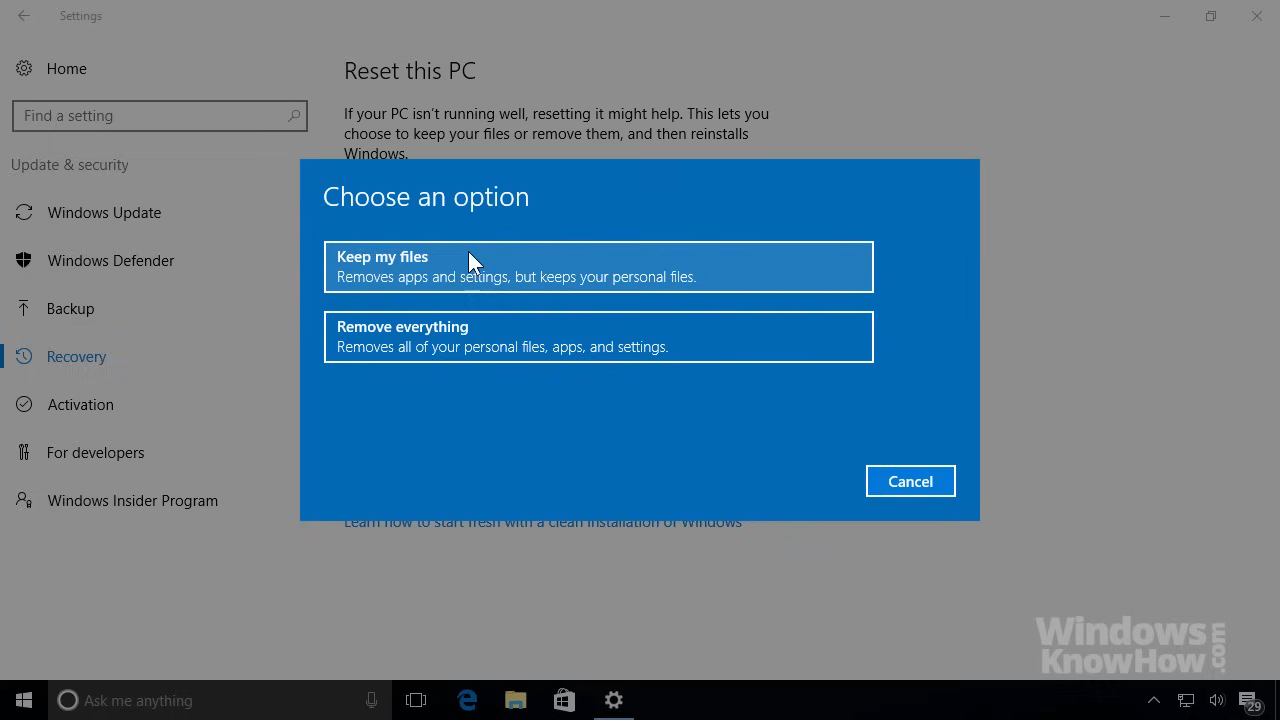 Settings
Home
Find a setting
Update & security
Windows Update
Windows Defender
Backup
Recovery
Activation
For developers
Windows Insider Program
Reset this PC
If your PC isn't running well, resetting it might help. This lets you
choose to keep your files or remove them, and then reinstalls
Windows.
Choose an option
Keep my files
Removes apps and settings, but keeps your personal files.
Remove everything
Removes all of your personal files, apps, and settings.
Cancel
Learn how to start fresh with a clean installation of Windows
Windows
KnowHow.com
Ask me anything
29